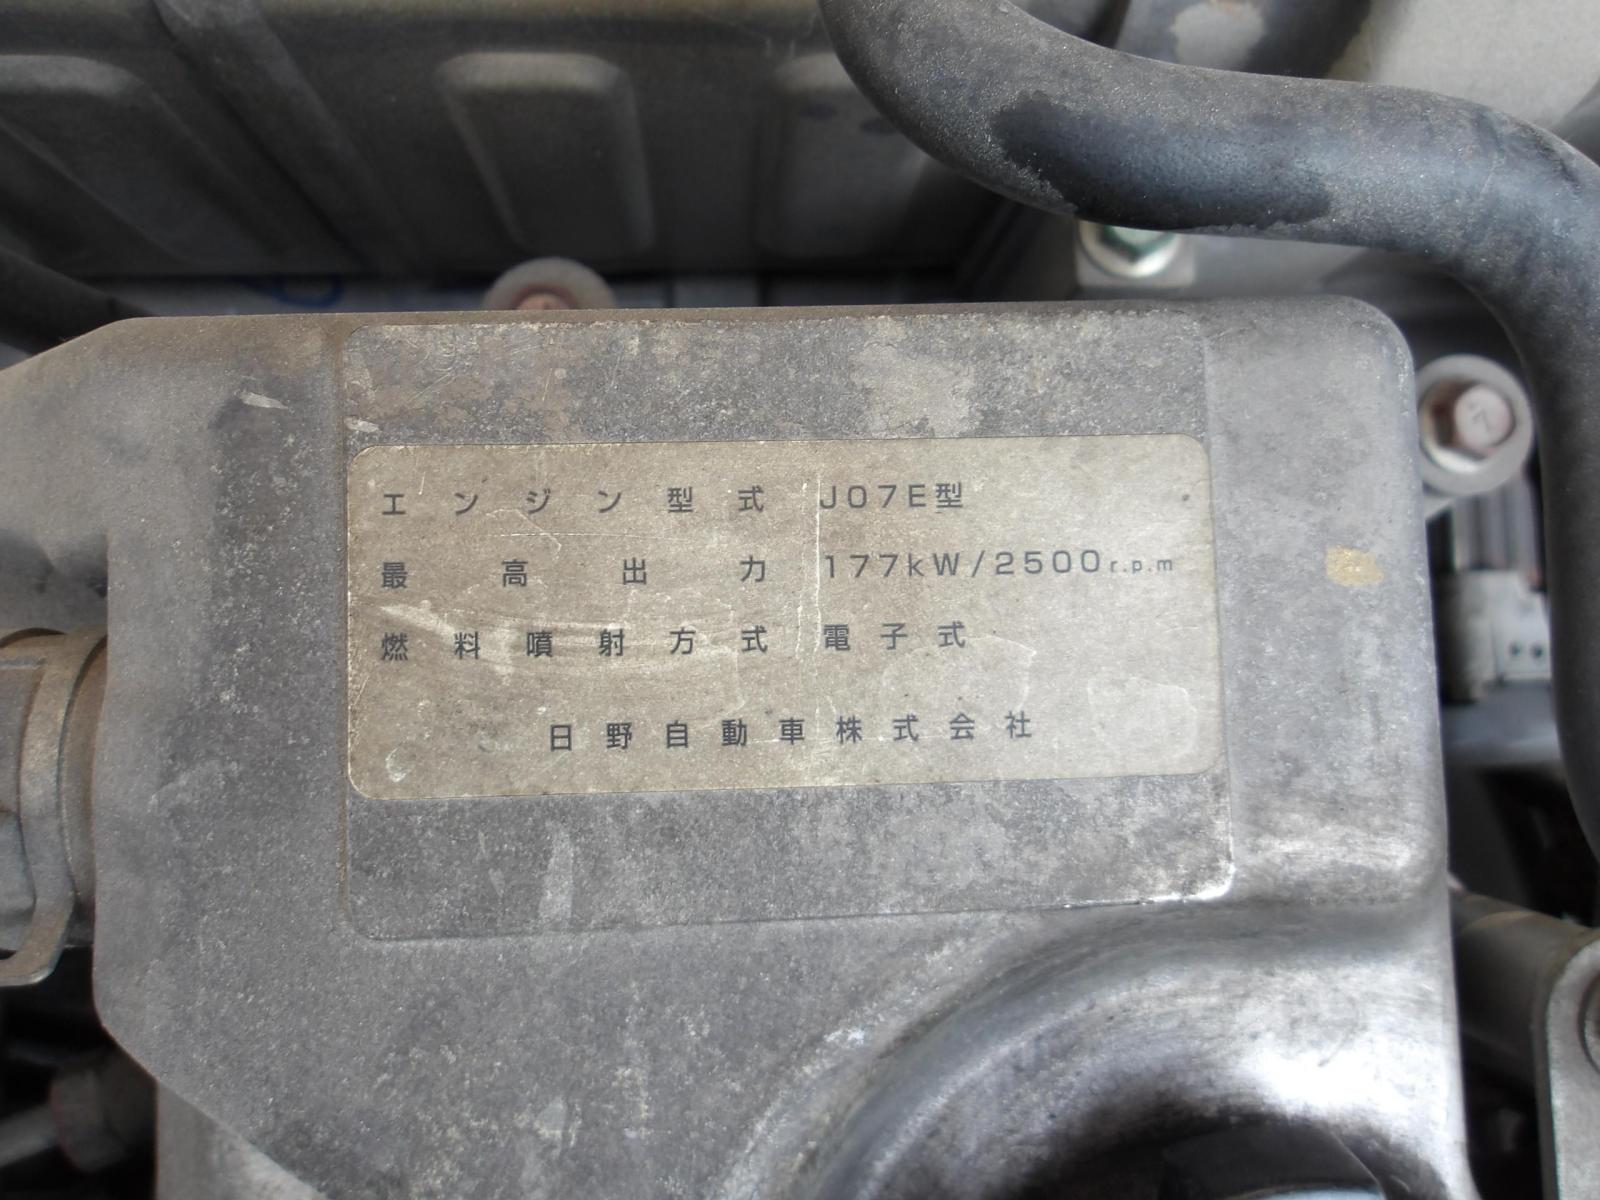 エンジン型式 J07E型
最高出力 177kW/2500r.p.m
燃料噴射方式 電子式
日野自動車株式会社
7